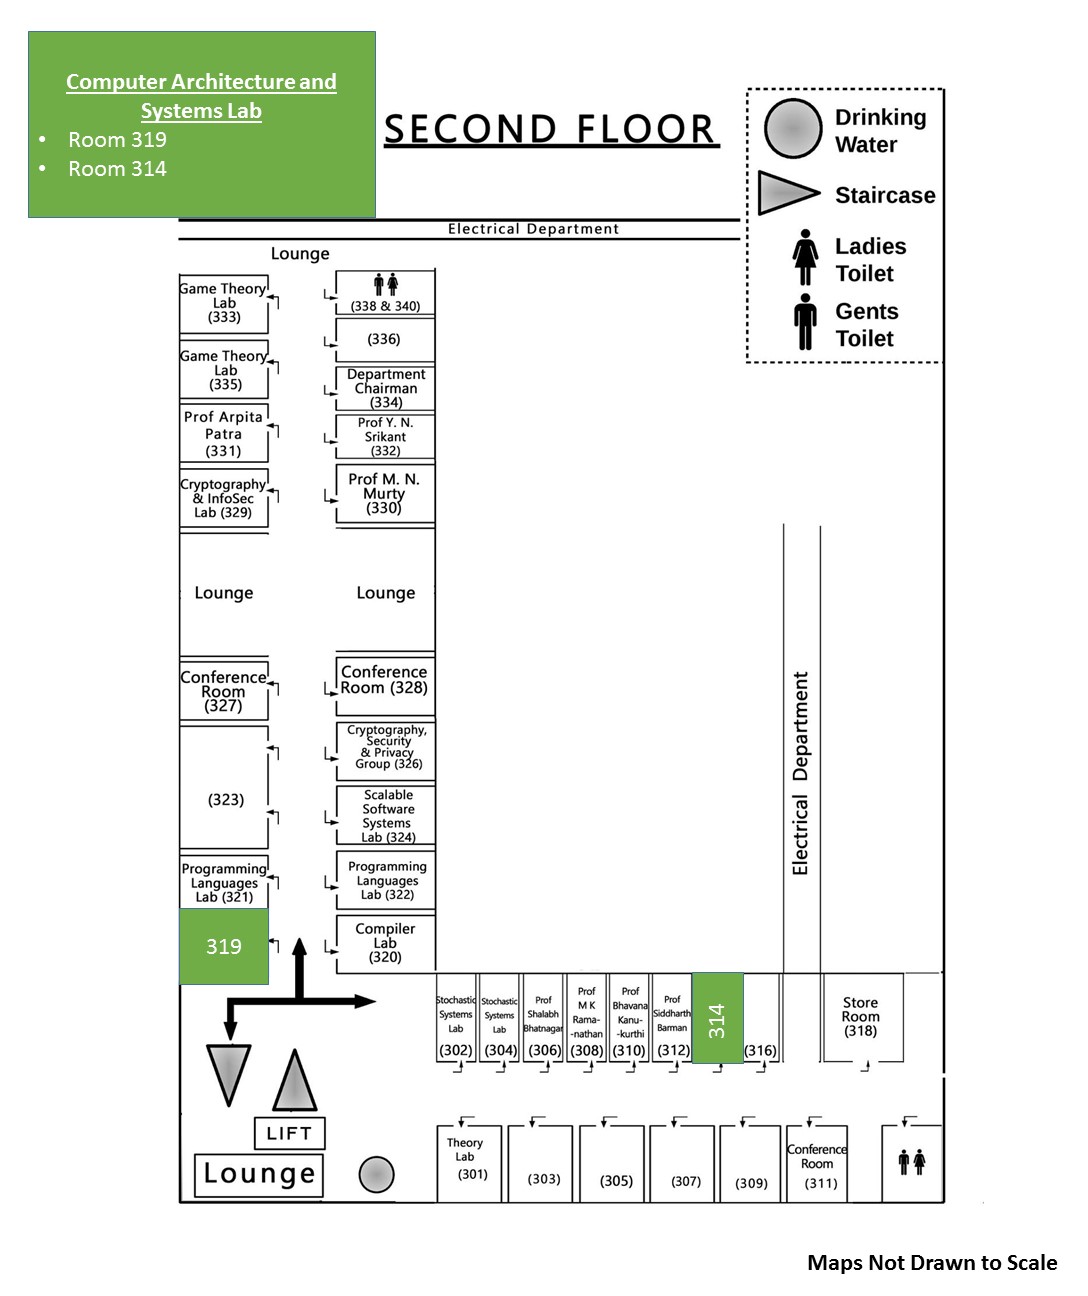 Computer Architecture and
Systems Lab
• Room 319
• Room 314
SECOND FLOOR
Drinking
Water
Staircase
Ladies
Toilet
Gents
Toilet
Electrical Department
Lounge
Game Theory
Lab
(333)
(338 & 340)
(336)
Game Theory
Lab
(335)
Department
Chairman
(334)
Prof Arpita
Patra
(331)
Prof Y. N.
Srikant
(332)
Cryptography
& InfoSec
Lab (329)
Prof M. N.
Murty
(330)
Lounge
Lounge
Conference
Room
(327)
Conference
Room (328)
Cryptography,
Security
& Privacy
Group (326)
(323)
Scalable
Software
Systems
Lab (324)
Programming
Languages
Lab (321)
Programming
Languages
Lab (322)
319
Compiler
Lab
(320)
Electrical Department
Stochastic
Systems
Lab
(302)
Stochastic
Systems
Lab
(304)
Prof
Shalabh
Bhatnagar
(306)
Prof
M K
Rama-
-nathan
(308)
Prof
Bhavana
Kanu-
-kurthi
(310)
Prof
Siddharth
Barman
(312)
314
(316)
Store
Room
(318)
LIFT
Lounge
Theory
Lab
(301)
(303)
(305)
(307)
(309)
Conference
Room
(311)
Maps Not Drawn to Scale